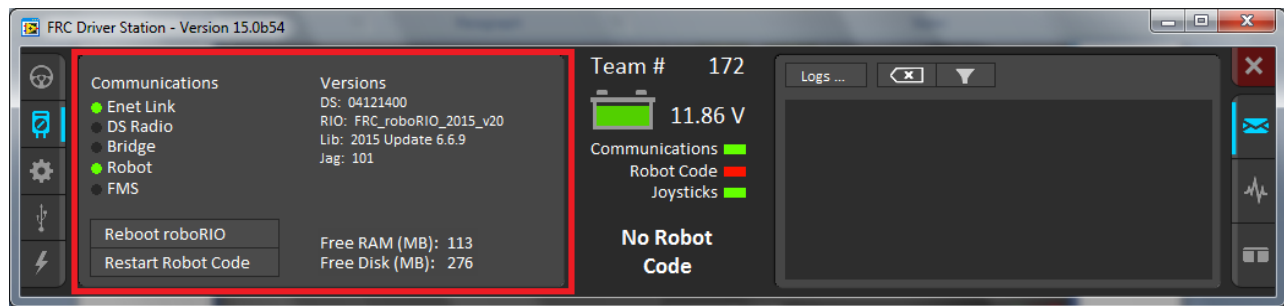 FRC Driver Station - Version 15.0b54
Communications
Enet Link
DS Radio
Bridge
Robot
FMS
Reboot roboRIO
Restart Robot Code
Versions
DS: 04121400
RIO: FRC_roboRIO_2015_v20
Lib: 2015 Update 6.6.9
Jag: 101
Free RAM (MB): 113
Free Disk (MB): 276
Team # 172
11.86 V
Communications
Robot Code
Joysticks
No Robot
Code
Logs ...